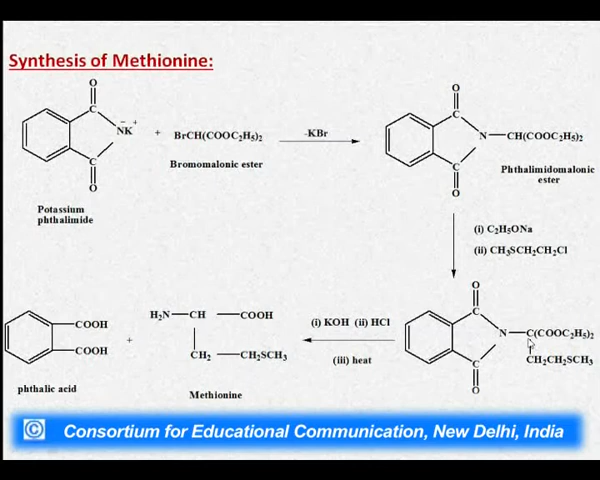 Synthesis of Methionine:
O
C
NK
− +
C
O
+
BrCH(COOC₂H₅)₂
Bromomalonic ester
-KBr
O
C
N
CH(COOC₂H₅)₂
C
O
Phthalimidomalonic
ester
Potassium
phthalimide
(i) C₂H₅ONa
(ii) CH₃SCH₂CH₂Cl
O
C
N
C(COOC₂H₅)₂
CH₂CH₂SCH₃
C
O
(i) KOH (ii) HCl
(iii) heat
H₂N CH COOH
CH₂ CH₂SCH₃
Methionine
+
COOH
COOH
phthalic acid
© Consortium for Educational Communication, New Delhi, India